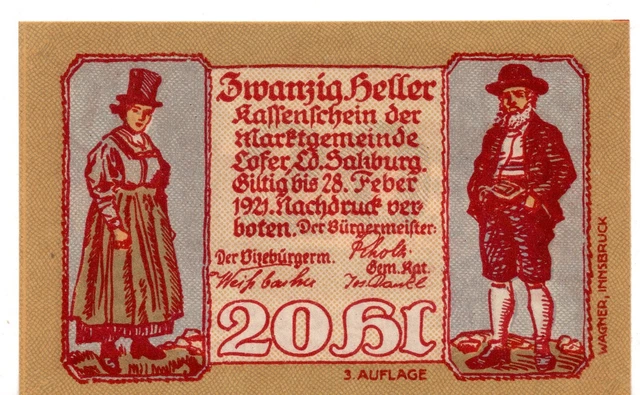 Zwanzig Heller
Kassenschein der
Marktgemeinde
Lofer, Ld. Salzburg.
Giltig bis 28. Feber
1921. Nachdruck ver-
boten. Der Bürgermeister:
Der Vizebürgerm.
Gem. Rat.
20 Hl
3. AUFLAGE
WAGNER, INNSBRUCK